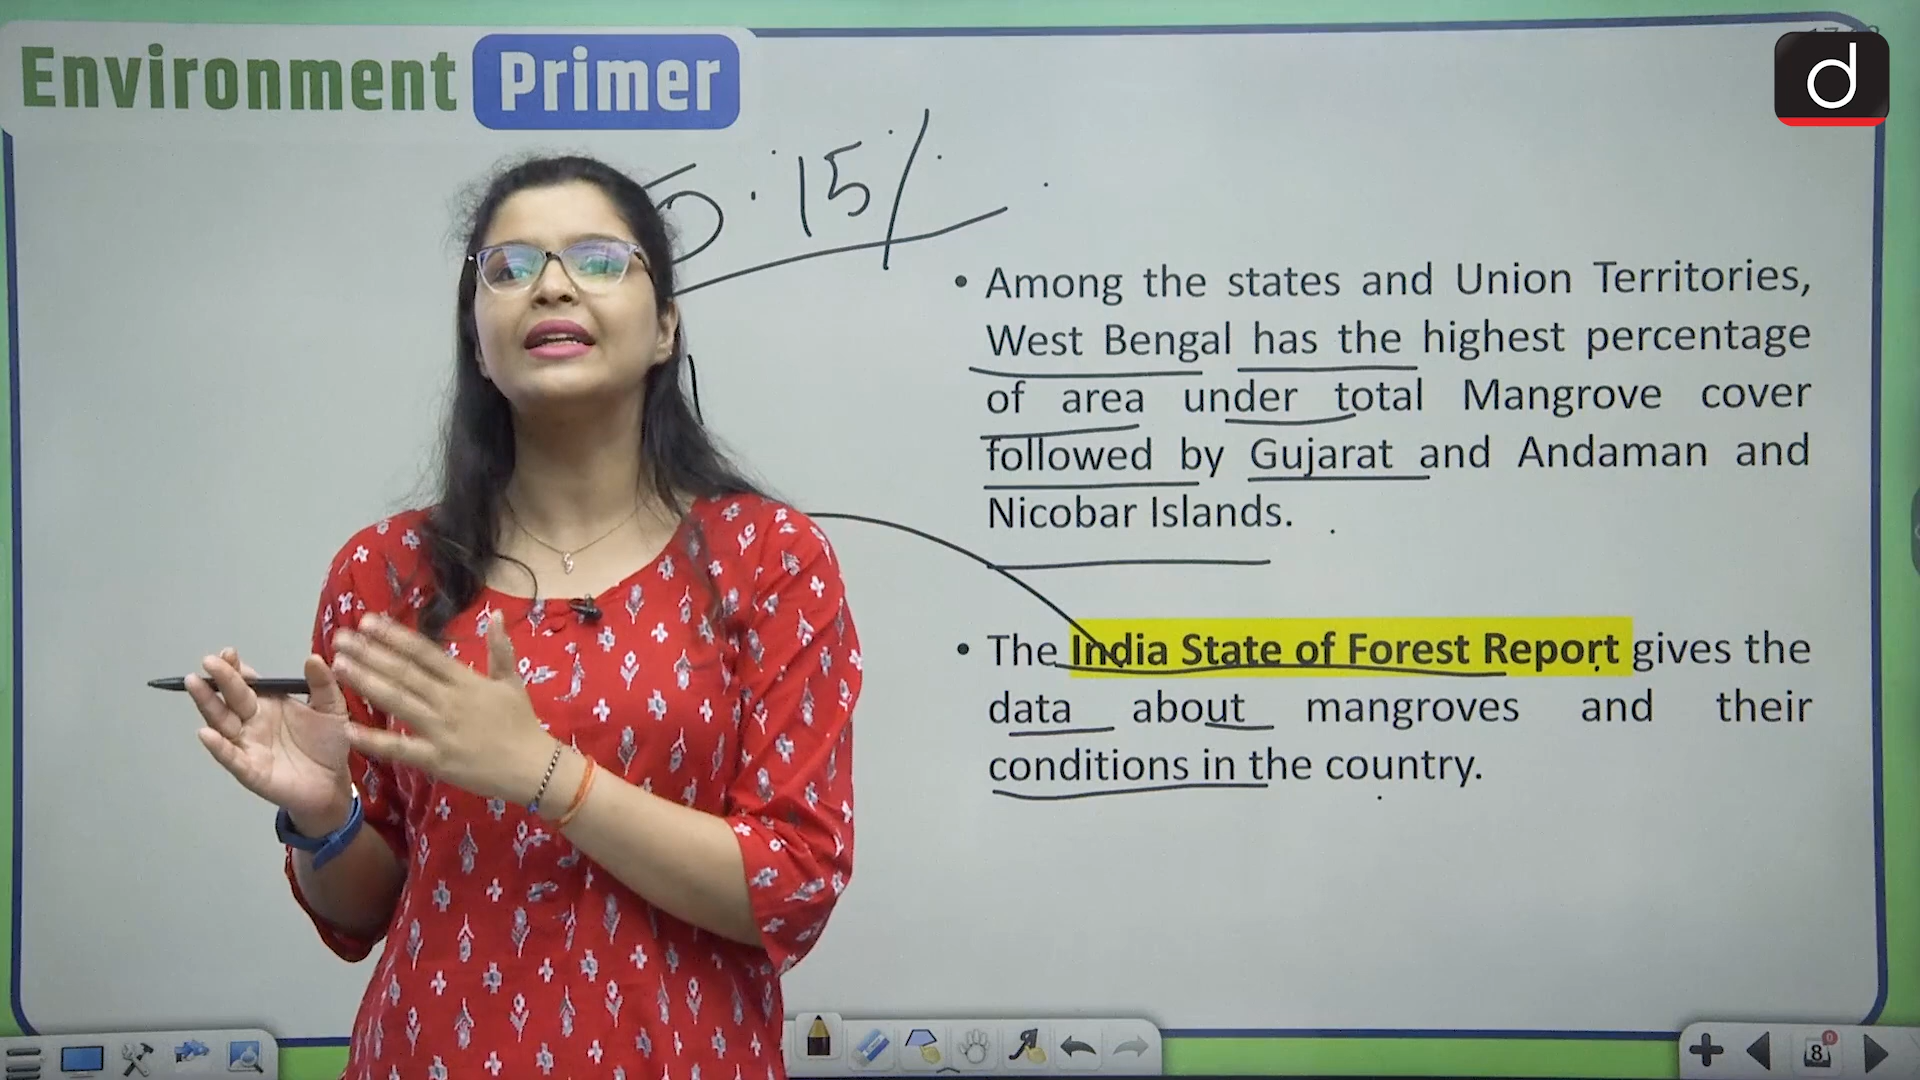 Environment Primer
d
.15/
• Among the states and Union Territories,
West Bengal has the highest percentage
of area under total Mangrove cover
followed by Gujarat and Andaman and
Nicobar Islands.
• The India State of Forest Report gives the
data about mangroves and their
conditions in the country.
8